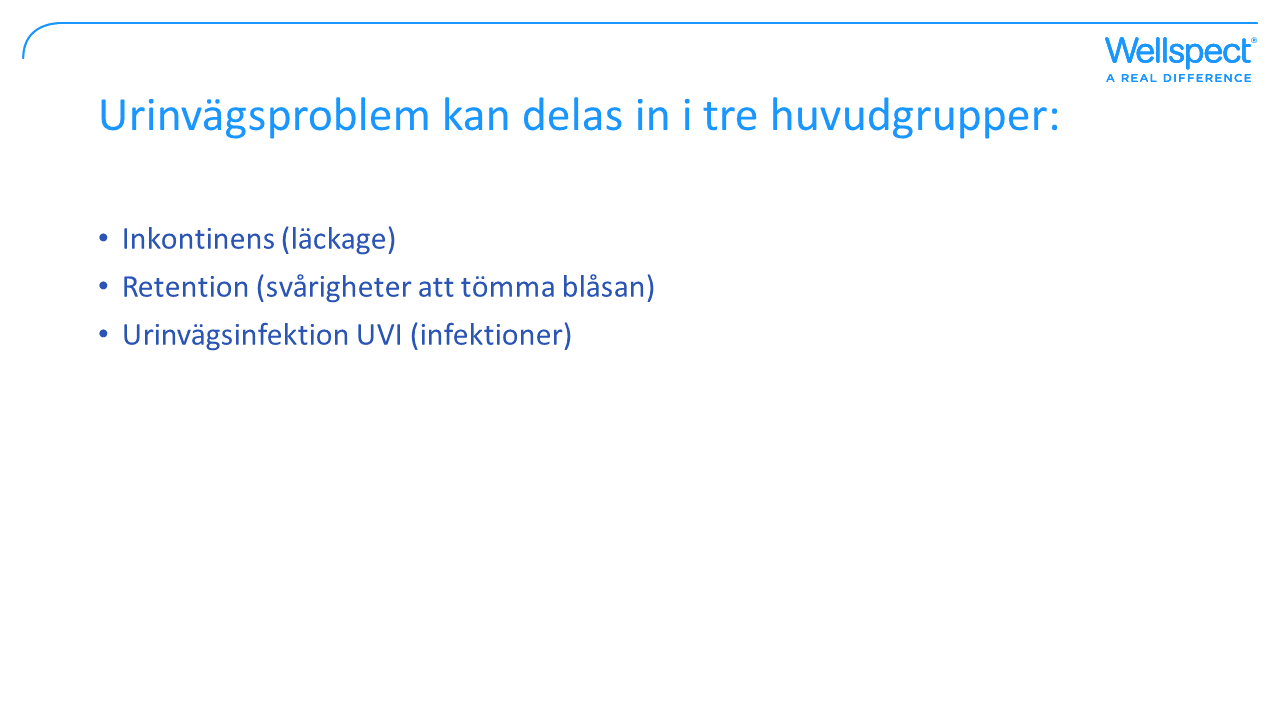 Wellspect®
A REAL DIFFERENCE
Urinvägsproblem kan delas in i tre huvudgrupper:
• Inkontinens (läckage)
• Retention (svårigheter att tömma blåsan)
• Urinvägsinfektion UVI (infektioner)